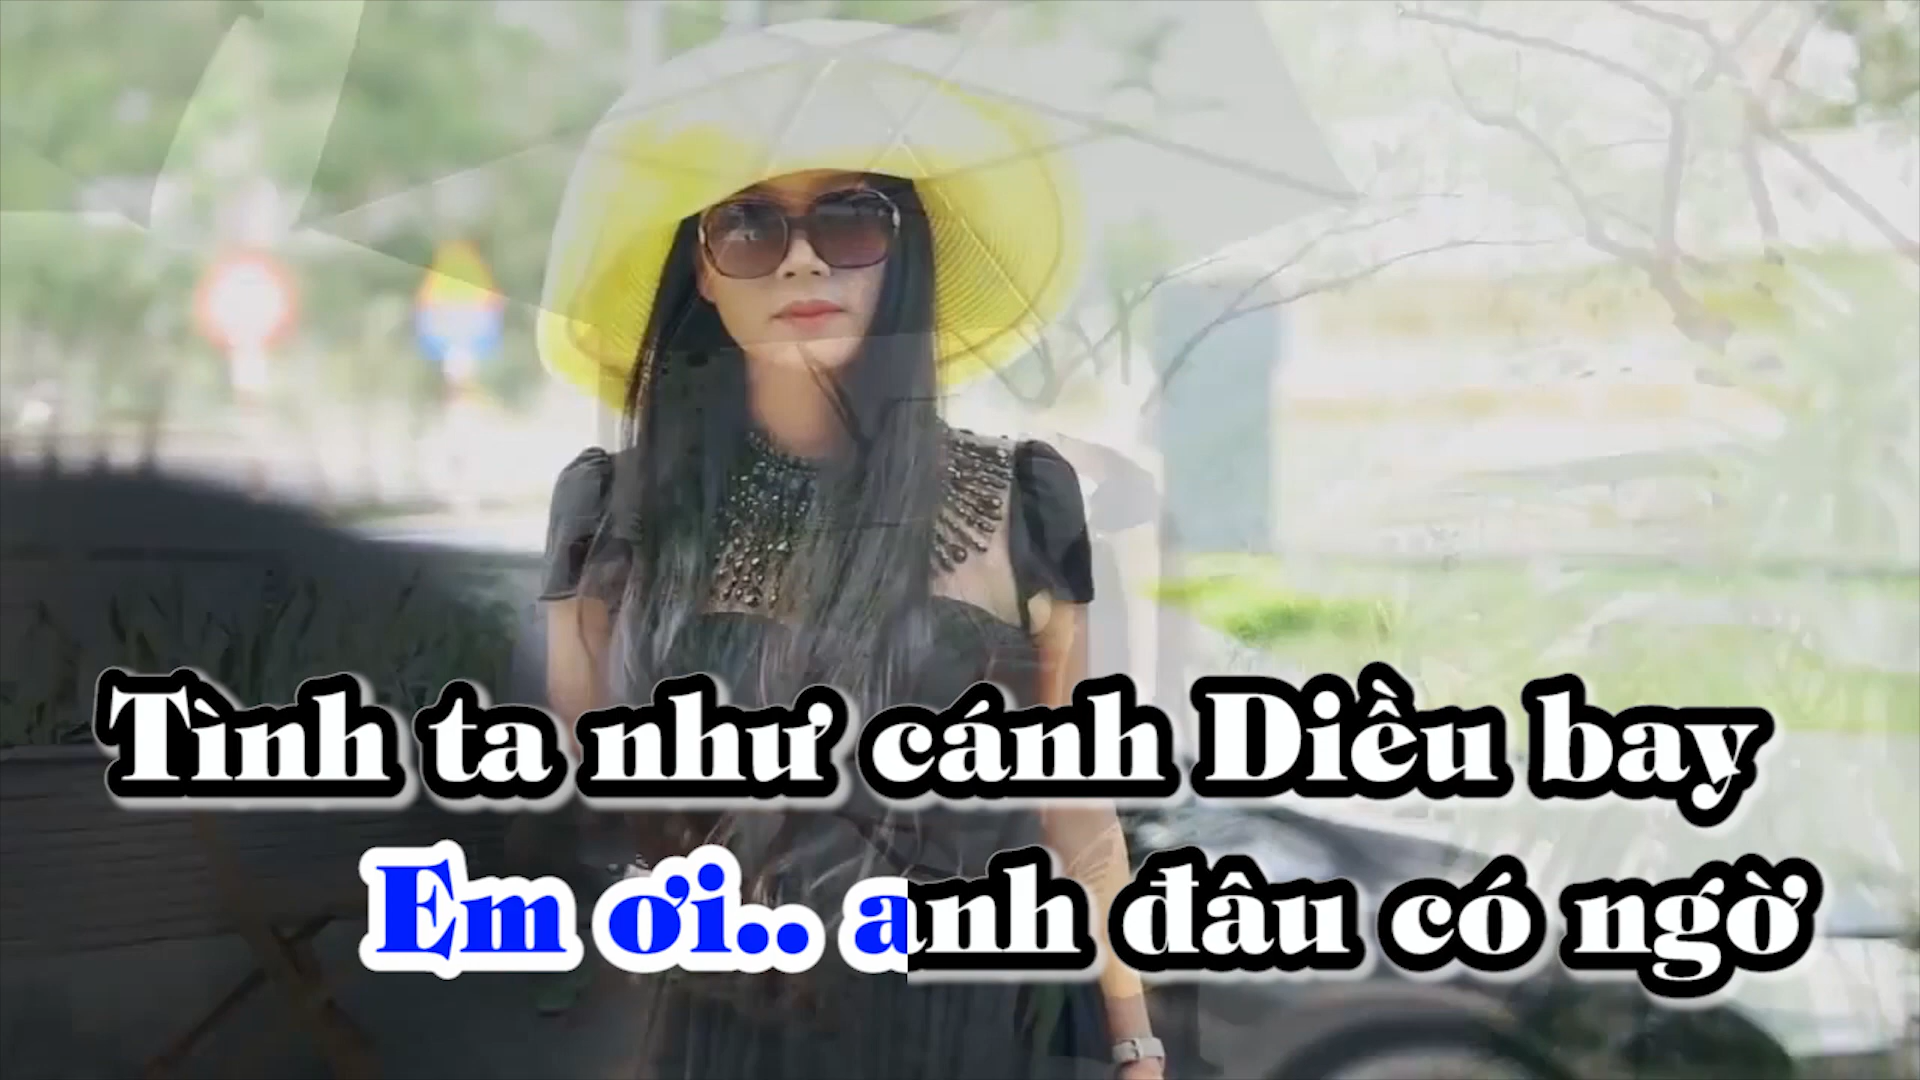 Tình ta như cánh Diều bay
Em ơi.. anh đâu có ngờ